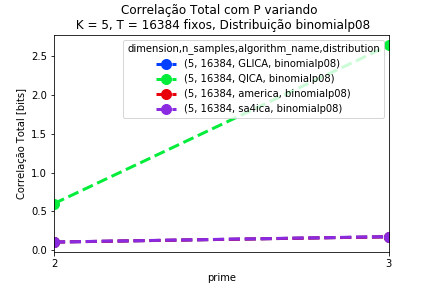 Correlação Total com P variando
K = 5, T = 16384 fixos, Distribuição binomialp08
dimension,n_samples,algorithm_name,distribution
(5, 16384, GLICA, binomialp08)
(5, 16384, QICA, binomialp08)
(5, 16384, america, binomialp08)
(5, 16384, sa4ica, binomialp08)
Correlação Total [bits]
2.5
2.0
1.5
1.0
0.5
0.0
2
3
prime